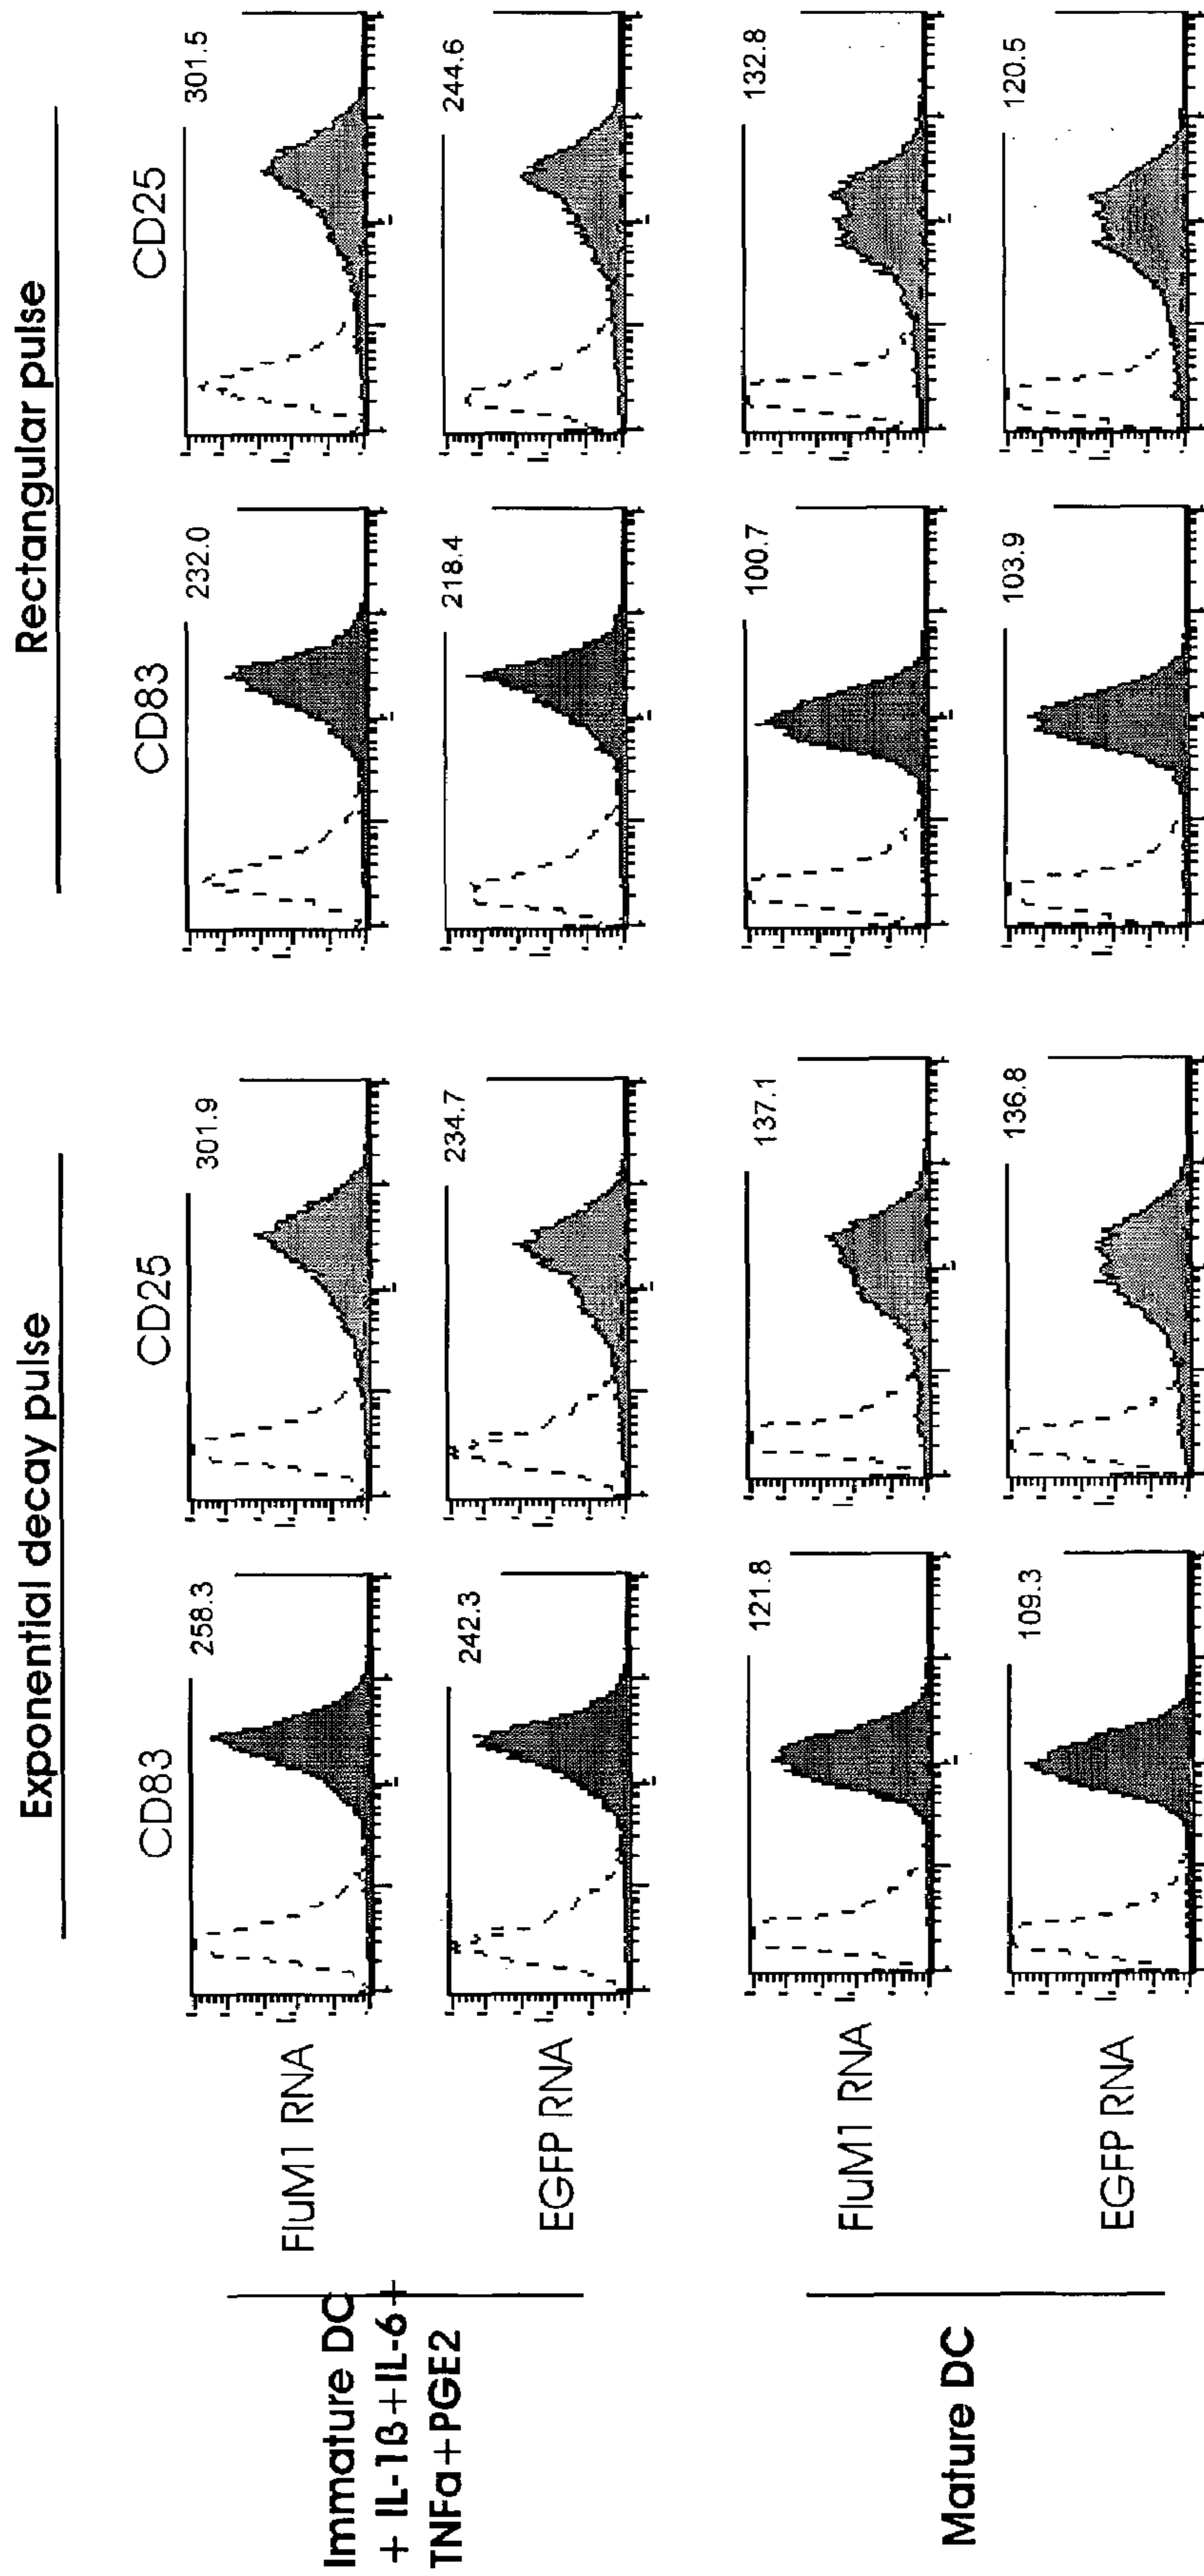 Exponential decay pulse
Rectangular pulse
CD83
CD25
CD83
CD25
Immature DC
+ IL-1ß+IL-6+
TNFα+PGE2
FluM1 RNA
258.3
301.9
232.0
301.5
EGFP RNA
242.3
234.7
218.4
244.6
Mature DC
FluM1 RNA
121.8
137.1
100.7
132.8
EGFP RNA
109.3
136.8
103.9
120.5